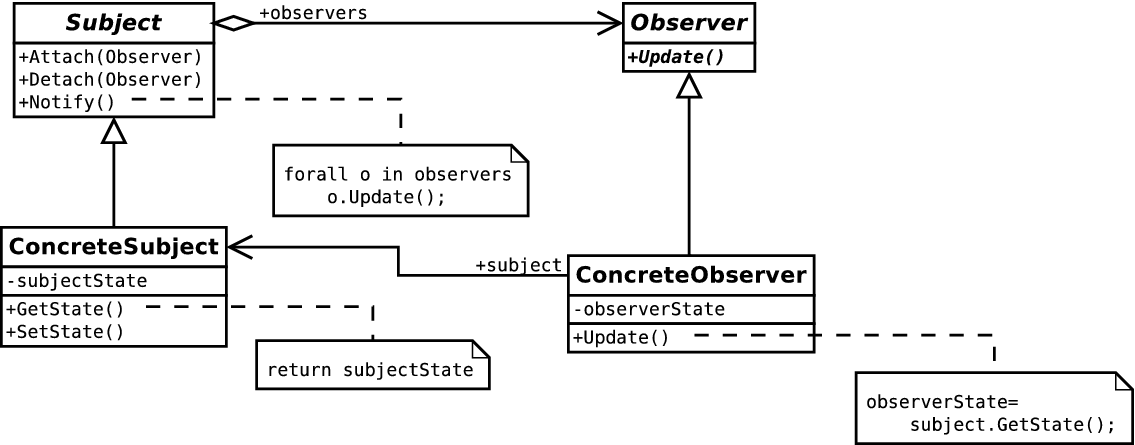 Subject
+Attach(Observer)
+Detach(Observer)
+Notify()
+observers
Observer
+Update()
forall o in observers
o.Update();
ConcreteSubject
-subjectState
+GetState()
+SetState()
return subjectState
+subject
ConcreteObserver
-observerState
+Update()
observerState=
subject.GetState();